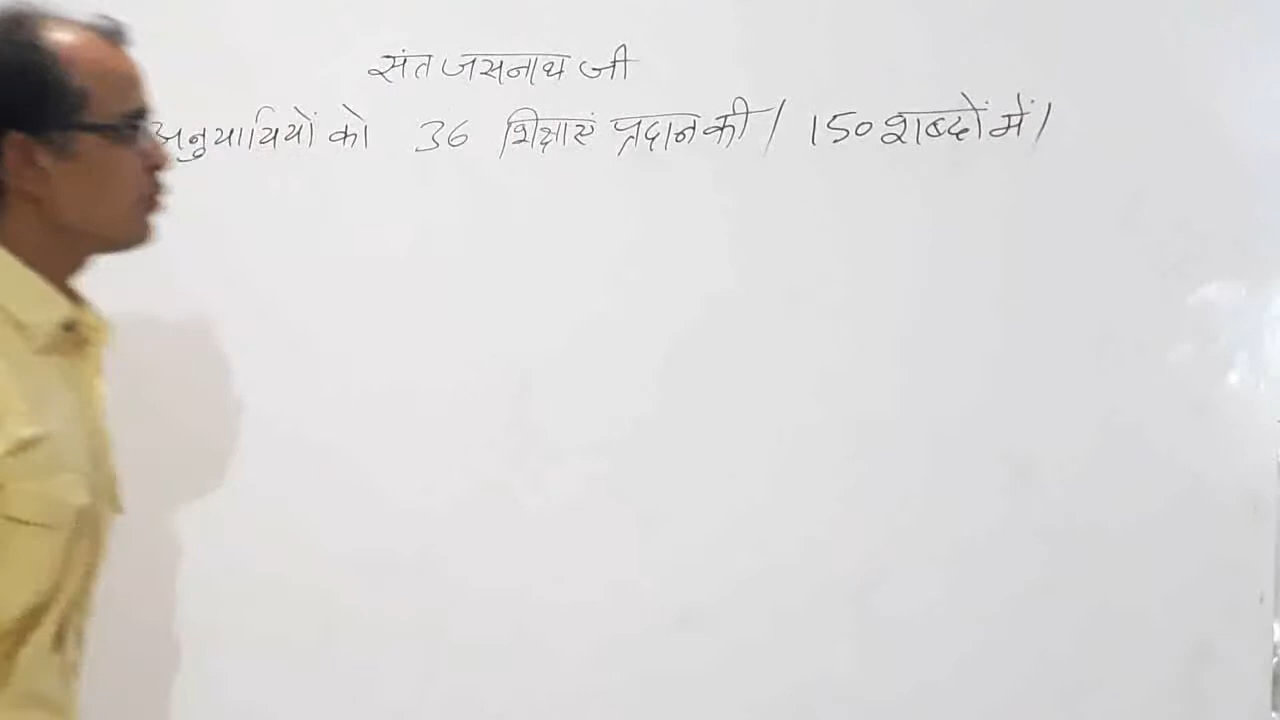 संत जसनाथ जी
अनुयायियों को 36 शिक्षाएं प्रदान की / 150 शब्दों में /